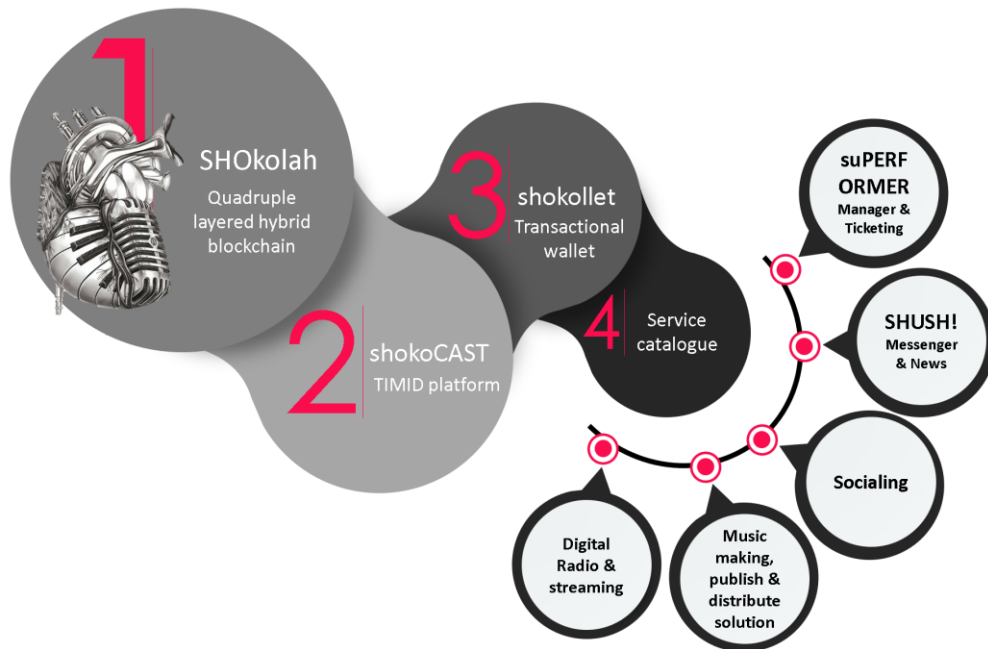 1
SHOkolah
Quadruple
layered hybrid
blockchain
2
shokoCAST
TIMID platform
3
shokollet
Transactional
wallet
4
Service
catalogue
suPERF
ORMER
Manager &
Ticketing
SHUSH!
Messenger
& News
Socialing
Music
making,
publish &
distribute
solution
Digital
Radio &
streaming